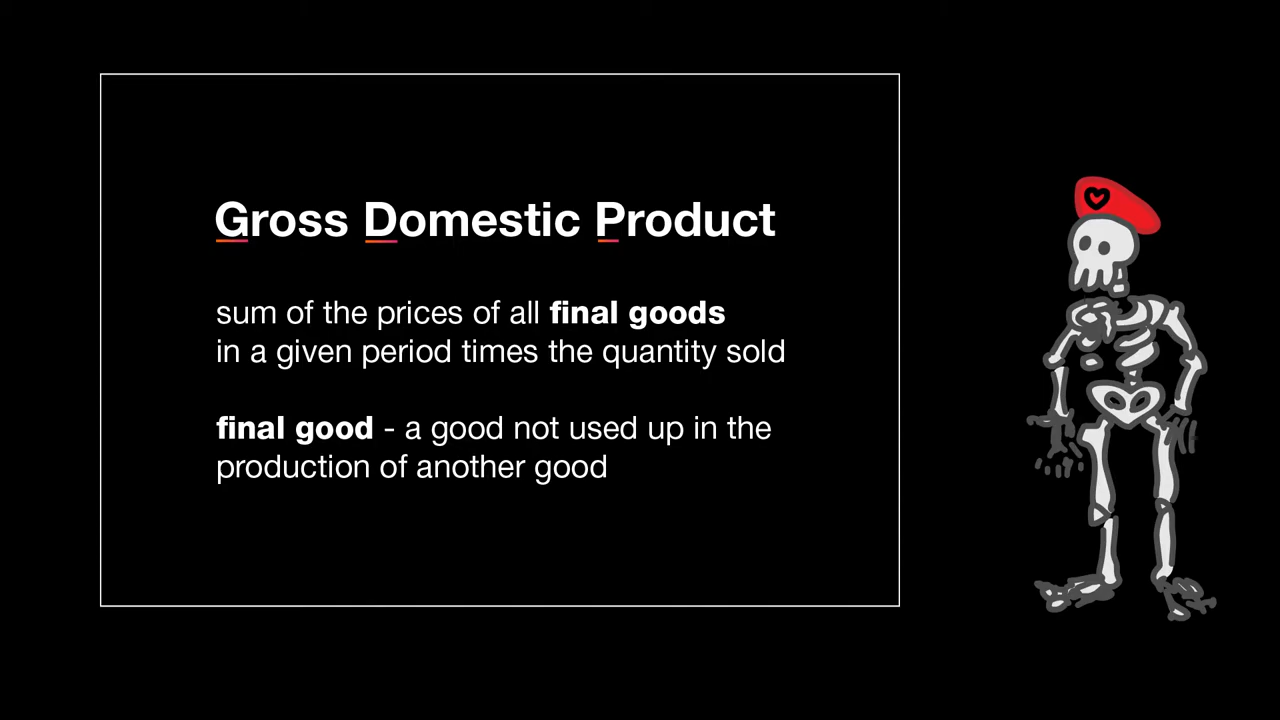 Gross Domestic Product
sum of the prices of all final goods
in a given period times the quantity sold
final good - a good not used up in the
production of another good